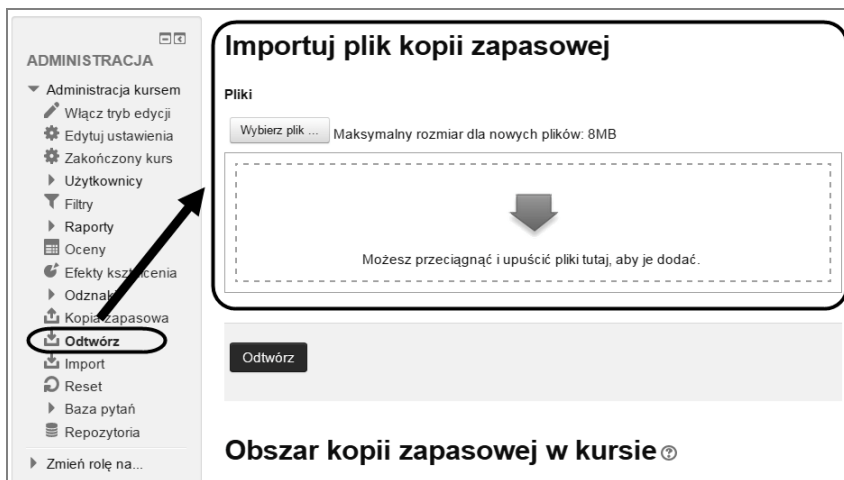 ADMINISTRACJA
Administracja kursem
Włącz tryb edycji
Edytuj ustawienia
Zakończony kurs
Użytkownicy
Filtry
Raporty
Oceny
Efekty kształcenia
Odznaki
Kopia zapasowa
Odtwórz
Import
Reset
Baza pytań
Repozytoria
Zmień rolę na...
Importuj plik kopii zapasowej
Pliki
Wybierz plik ... Maksymalny rozmiar dla nowych plików: 8MB
Możesz przeciągnąć i upuścić pliki tutaj, aby je dodać.
Odtwórz
Obszar kopii zapasowej w kursie